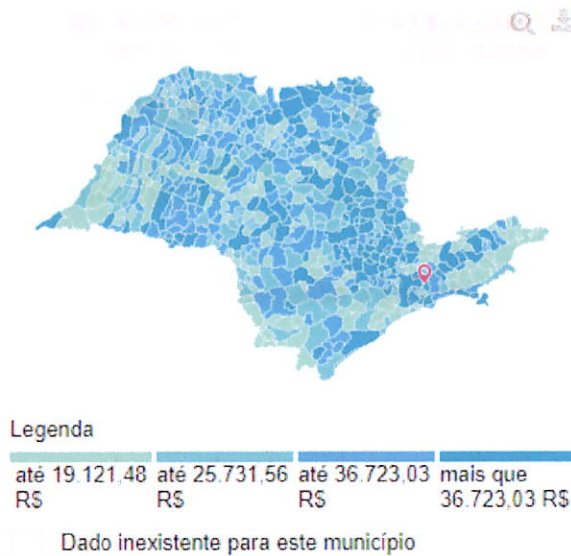 Legenda
até 19.121,48 até 25.731,56 até 36.723,03 mais que
R$ R$ R$ 36.723,03 R$
Dado inexistente para este município